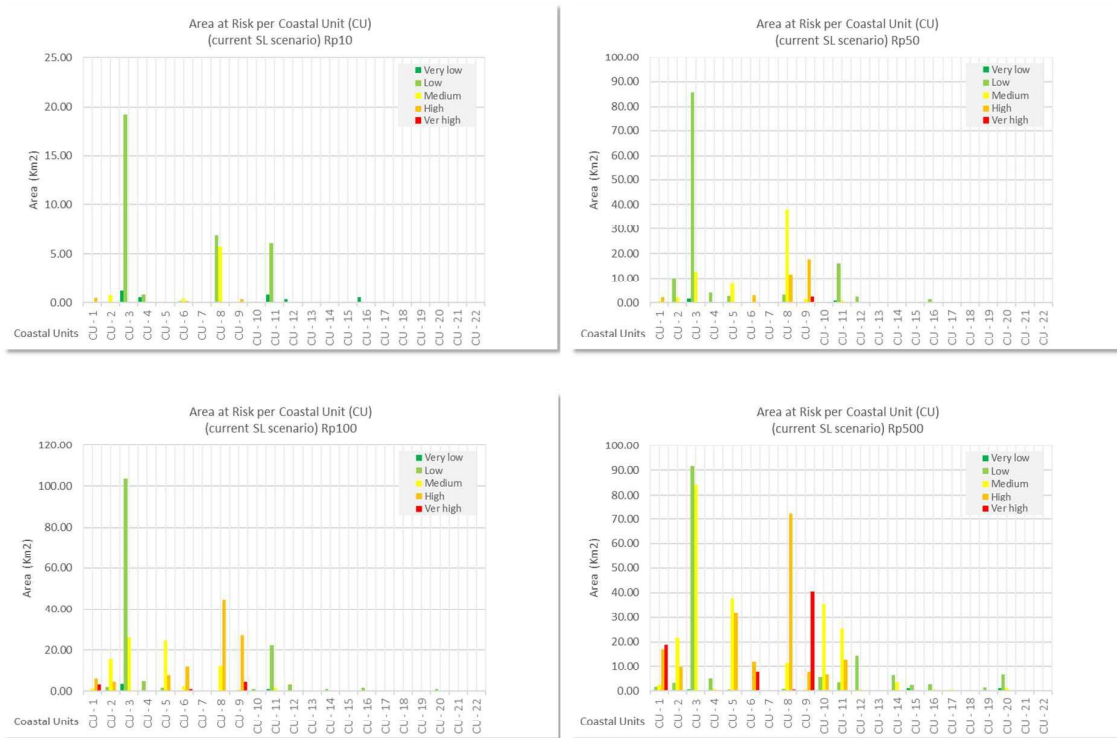 Area at Risk per Coastal Unit (CU)
(current SL scenario) Rp10
25.00
20.00
15.00
10.00
5.00
0.00
Area (Km2)
Very low
Low
Medium
High
Ver high
Coastal Units
CU - 1
CU - 2
CU - 3
CU - 4
CU - 5
CU - 6
CU - 7
CU - 8
CU - 9
CU - 10
CU - 11
CU - 12
CU - 13
CU - 14
CU - 15
CU - 16
CU - 17
CU - 18
CU - 19
CU - 20
CU - 21
CU - 22
Area at Risk per Coastal Unit (CU)
(current SL scenario) Rp50
100.00
90.00
80.00
70.00
60.00
50.00
40.00
30.00
20.00
10.00
0.00
Area (Km2)
Very low
Low
Medium
High
Ver high
Coastal Units
CU - 1
CU - 2
CU - 3
CU - 4
CU - 5
CU - 6
CU - 7
CU - 8
CU - 9
CU - 10
CU - 11
CU - 12
CU - 13
CU - 14
CU - 15
CU - 16
CU - 17
CU - 18
CU - 19
CU - 20
CU - 21
CU - 22
Area at Risk per Coastal Unit (CU)
(current SL scenario) Rp100
120.00
100.00
80.00
60.00
40.00
20.00
0.00
Area (Km2)
Very low
Low
Medium
High
Ver high
Coastal Units
CU - 1
CU - 2
CU - 3
CU - 4
CU - 5
CU - 6
CU - 7
CU - 8
CU - 9
CU - 10
CU - 11
CU - 12
CU - 13
CU - 14
CU - 15
CU - 16
CU - 17
CU - 18
CU - 19
CU - 20
CU - 21
CU - 22
Area at Risk per Coastal Unit (CU)
(current SL scenario) Rp500
100.00
90.00
80.00
70.00
60.00
50.00
40.00
30.00
20.00
10.00
0.00
Area (Km2)
Very low
Low
Medium
High
Ver high
Coastal Units
CU - 1
CU - 2
CU - 3
CU - 4
CU - 5
CU - 6
CU - 7
CU - 8
CU - 9
CU - 10
CU - 11
CU - 12
CU - 13
CU - 14
CU - 15
CU - 16
CU - 17
CU - 18
CU - 19
CU - 20
CU - 21
CU - 22